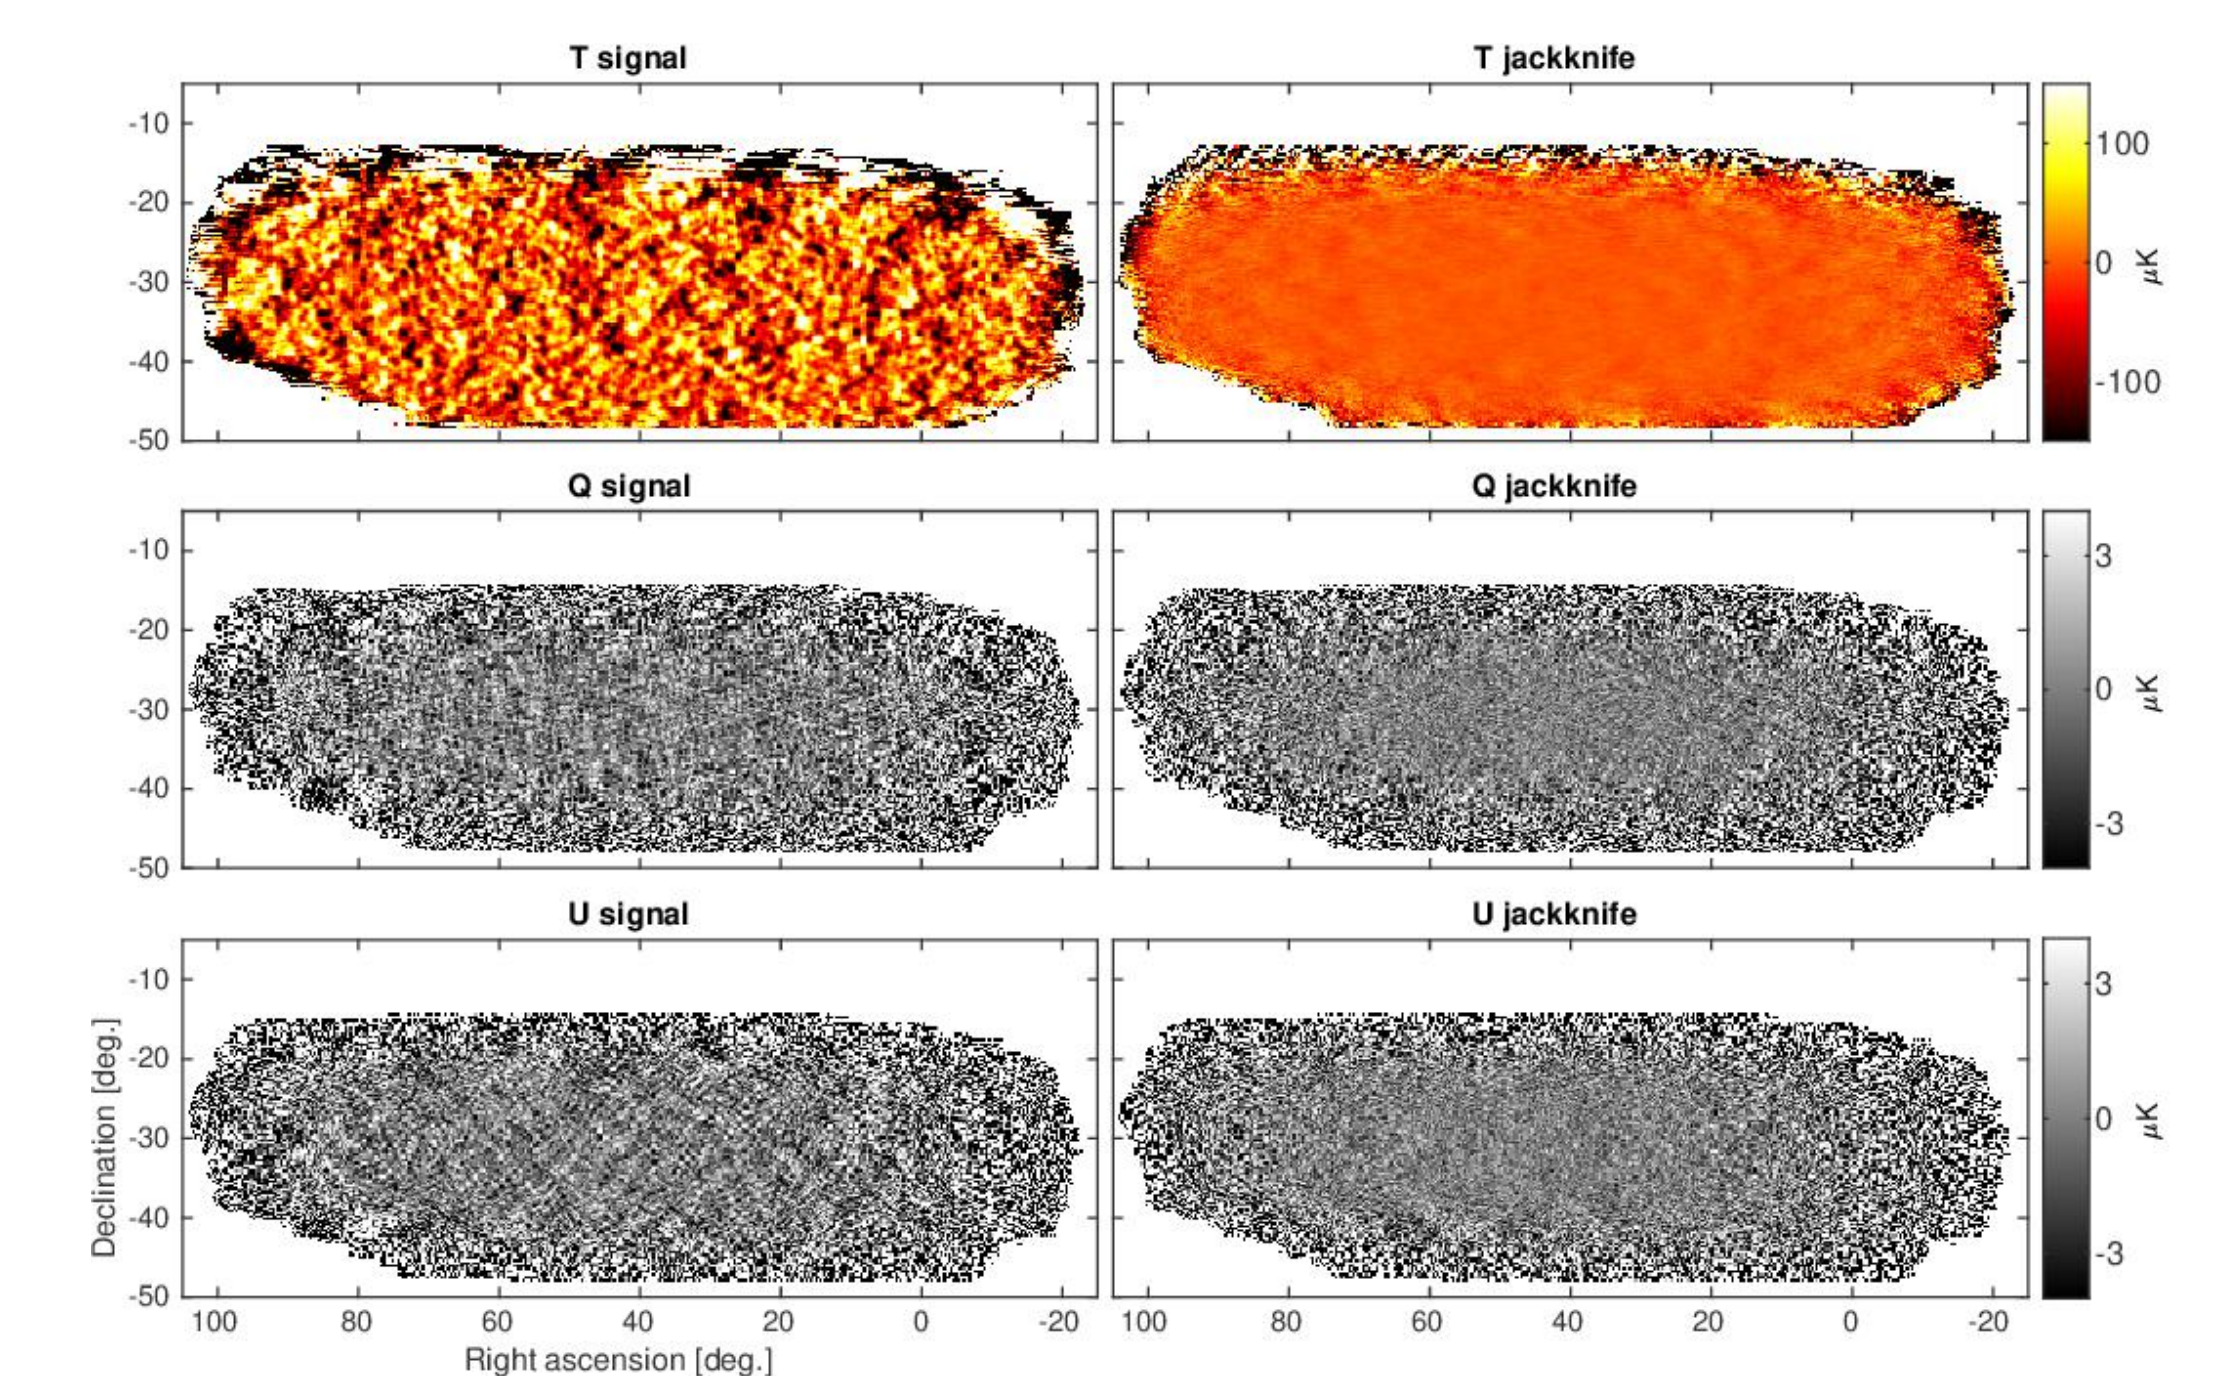 T signal
T jackknife
-10
-20
-30
-40
-50
100
0
-100
μK
Q signal
Q jackknife
-10
-20
-30
-40
-50
3
0
-3
μK
U signal
U jackknife
-10
-20
-30
-40
-50
Declination [deg.]
3
0
-3
μK
100 80 60 40 20 0 -20
100 80 60 40 20 0 -20
Right ascension [deg.]